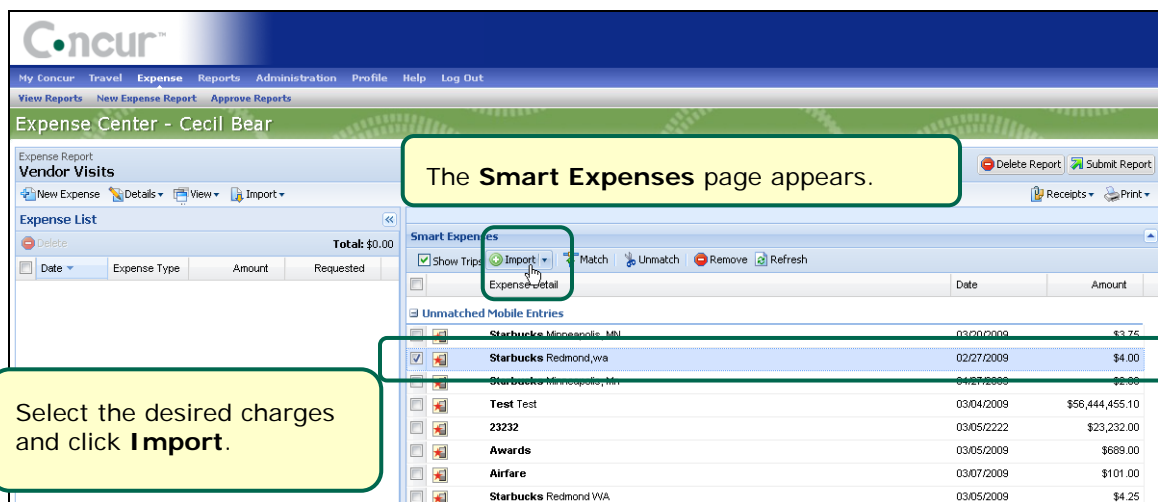 Concur™
My Concur Travel Expense Reports Administration Profile Help Log Out
View Reports New Expense Report Approve Reports
Expense Center - Cecil Bear
Expense Report
Vendor Visits
Delete Report Submit Report
The Smart Expenses page appears.
New Expense Details View Import
Receipts Print
Expense List
Delete Total: $0.00
Date Expense Type Amount Requested
Smart Expenses
Show Trips Import Match Unmatch Remove Refresh
Expense Detail Date Amount
Unmatched Mobile Entries
Starbucks Minneapolis, MN 03/20/2009 $3.75
Starbucks Redmond,wa 02/27/2009 $4.00
Starbucks Minneapolis, Mn 04/27/2009 $2.00
Test Test 03/04/2009 $56,444,455.10
23232 03/05/2222 $23,232.00
Awards 03/05/2009 $689.00
Airfare 03/07/2009 $101.00
Starbucks Redmond WA 03/05/2009 $4.25
Select the desired charges
and click Import.